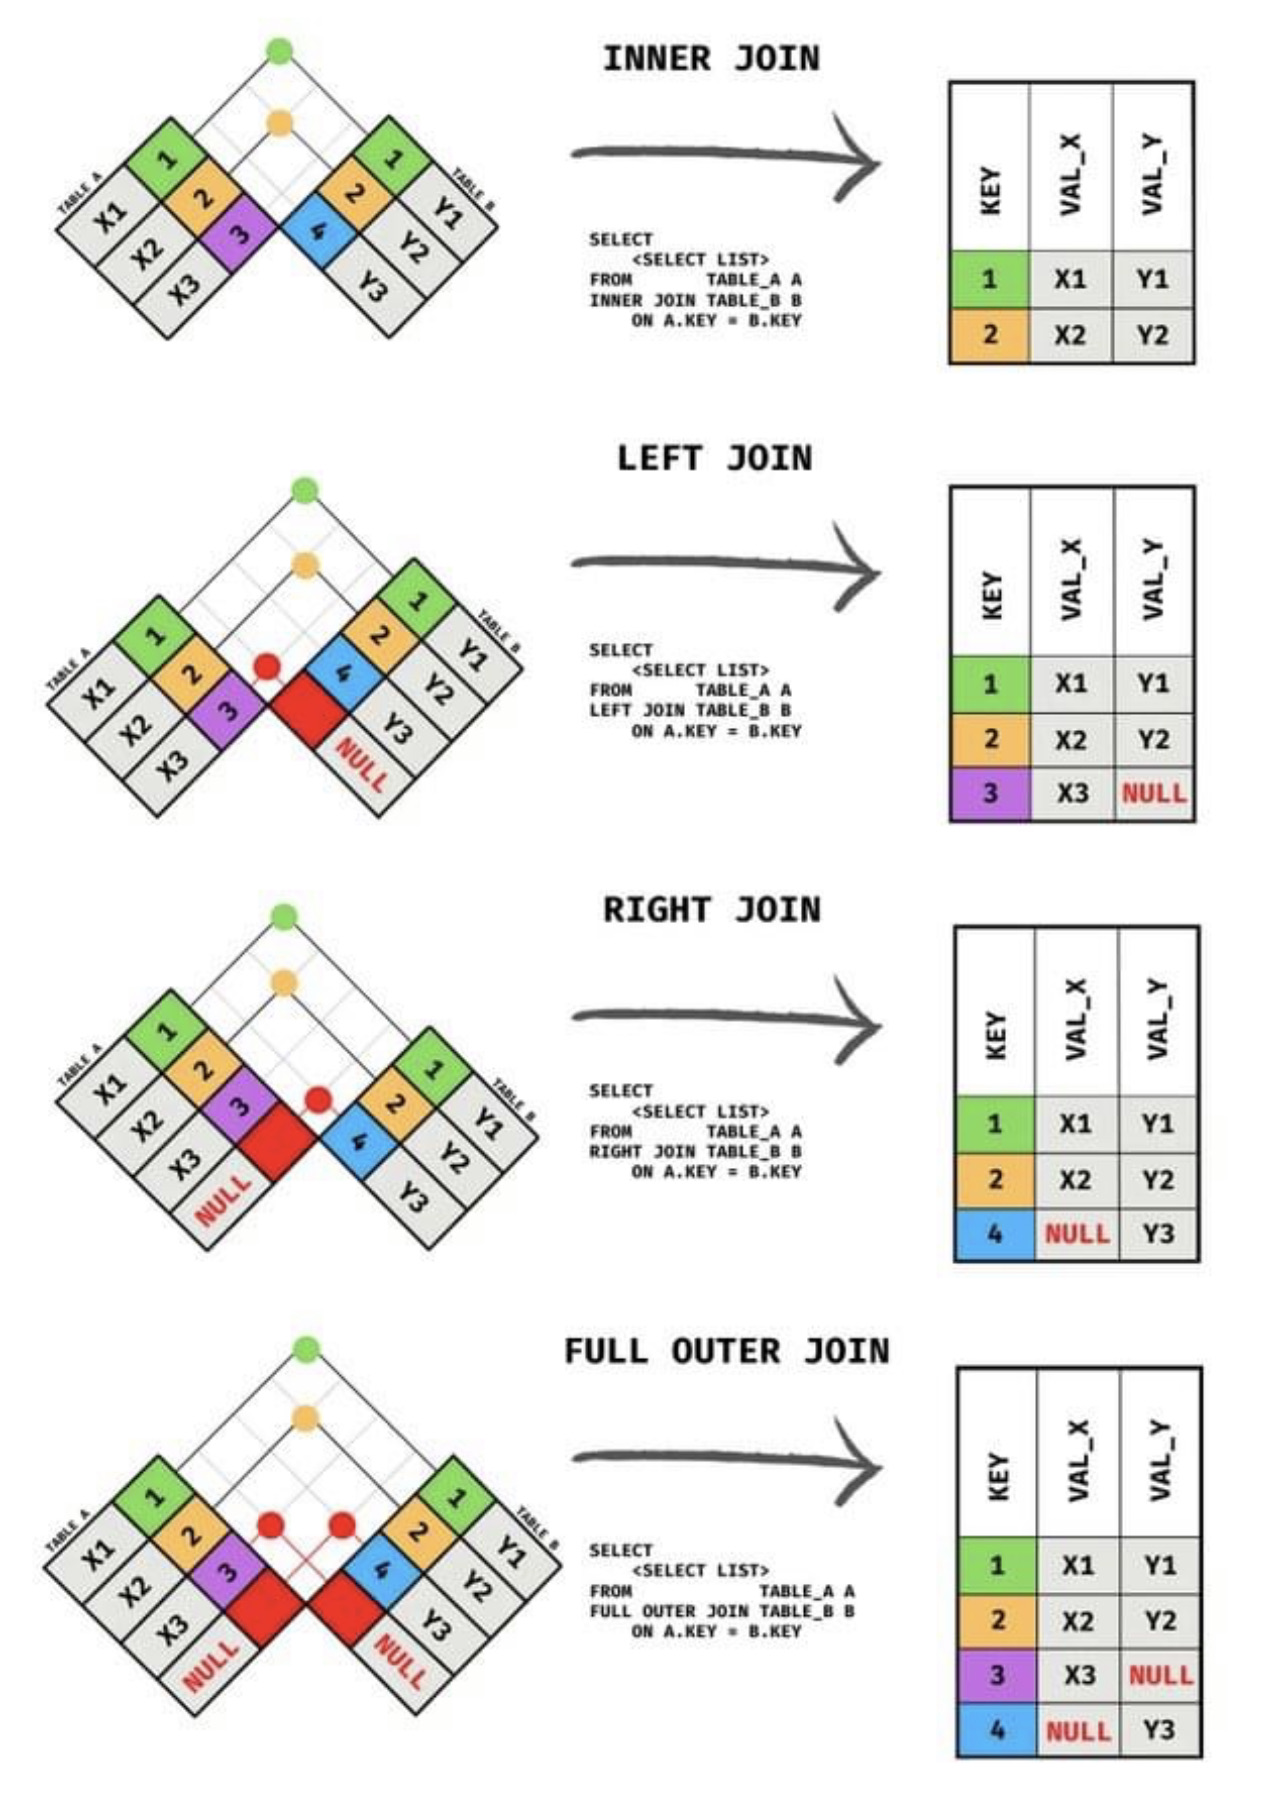 INNER JOIN
TABLE A
1 X1
2 X2
3 X3
TABLE B
1 Y1
2 Y2
4 Y3
SELECT
<SELECT LIST>
FROM TABLE_A A
INNER JOIN TABLE_B B
ON A.KEY = B.KEY
KEY VAL_X VAL_Y
1 X1 Y1
2 X2 Y2
LEFT JOIN
TABLE A
1 X1
2 X2
3 X3
TABLE B
1 Y1
2 Y2
4 Y3
NULL
SELECT
<SELECT LIST>
FROM TABLE_A A
LEFT JOIN TABLE_B B
ON A.KEY = B.KEY
KEY VAL_X VAL_Y
1 X1 Y1
2 X2 Y2
3 X3 NULL
RIGHT JOIN
TABLE A
1 X1
2 X2
3 X3
NULL
TABLE B
1 Y1
2 Y2
4 Y3
SELECT
<SELECT LIST>
FROM TABLE_A A
RIGHT JOIN TABLE_B B
ON A.KEY = B.KEY
KEY VAL_X VAL_Y
1 X1 Y1
2 X2 Y2
4 NULL Y3
FULL OUTER JOIN
TABLE A
1 X1
2 X2
3 X3
NULL
TABLE B
1 Y1
2 Y2
4 Y3
NULL
SELECT
<SELECT LIST>
FROM TABLE_A A
FULL OUTER JOIN TABLE_B B
ON A.KEY = B.KEY
KEY VAL_X VAL_Y
1 X1 Y1
2 X2 Y2
3 X3 NULL
4 NULL Y3